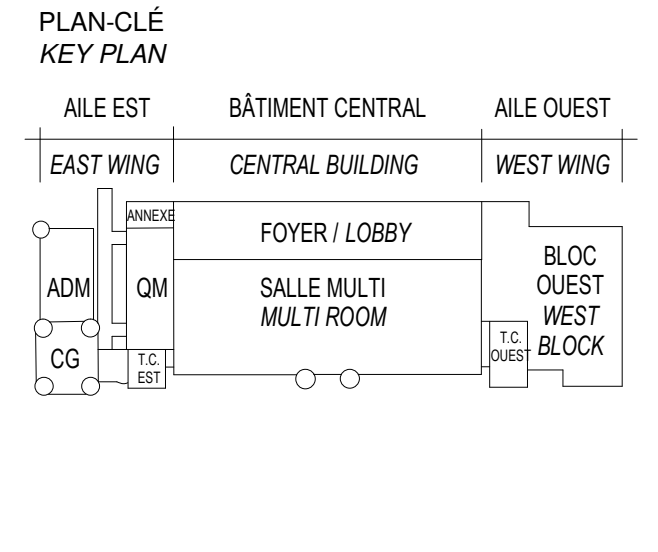 PLAN-CLÉ
KEY PLAN
AILE EST
BÂTIMENT CENTRAL
AILE OUEST
EAST WING
CENTRAL BUILDING
WEST WING
ANNEXE
FOYER / LOBBY
ADM
QM
SALLE MULTI
MULTI ROOM
BLOC
OUEST
WEST
BLOCK
CG
T.C.
EST
T.C.
OUEST